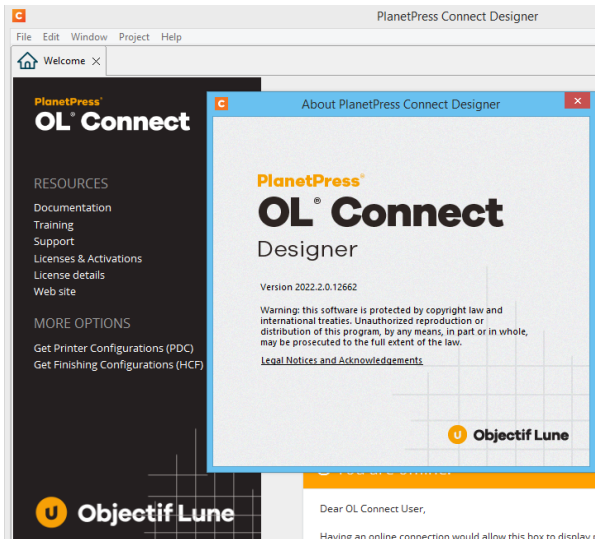 PlanetPress Connect Designer
File Edit Window Project Help
Welcome
PlanetPress®
OL® Connect
RESOURCES
Documentation
Training
Support
Licenses & Activations
License details
Web site
MORE OPTIONS
Get Printer Configurations (PDC)
Get Finishing Configurations (HCF)
Objectif Lune
About PlanetPress Connect Designer
PlanetPress®
OL® Connect
Designer
Version 2022.2.0.12662
Warning: this software is protected by copyright law and
international treaties. Unauthorized reproduction or
distribution of this program, by any means, in part or in whole,
may be prosecuted to the full extent of the law.
Legal Notices and Acknowledgements
Objectif Lune
Dear OL Connect User,
Having an online connection would allow this box to display